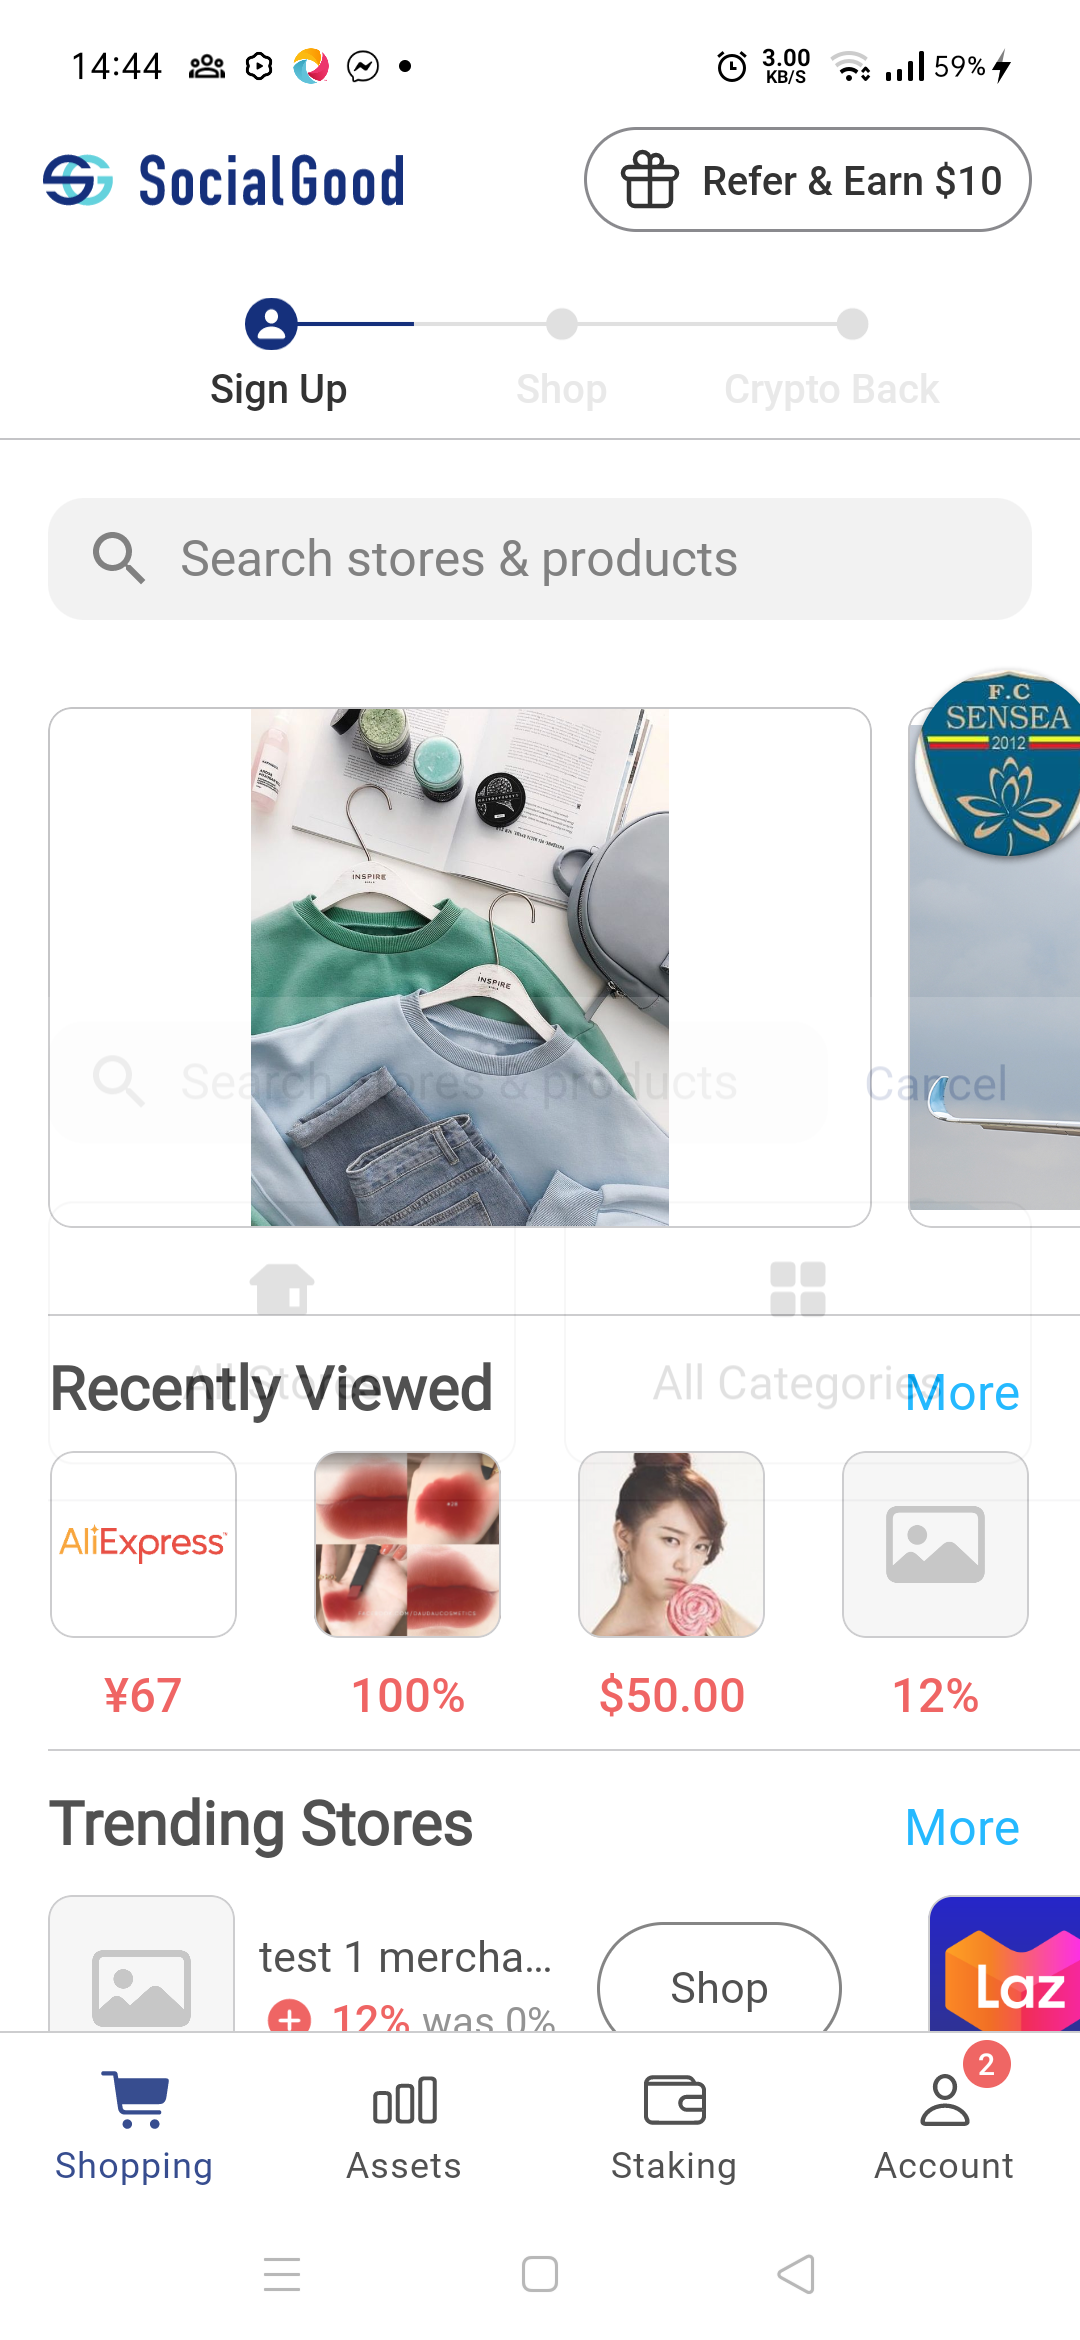 14:44
3.00
KB/S
59%
SocialGood
Refer & Earn $10
Sign Up
Shop
Crypto Back
Search stores & products
F.C
SENSEA
2012
INSPIRE
INSPIRE
Search stores & products
Cancel
All Stores
All Categories
Recently Viewed
More
AliExpress
¥67
100%
$50.00
12%
Trending Stores
More
test 1 mercha...
12% was 0%
Shop
Laz
Shopping
Assets
Staking
Account
2